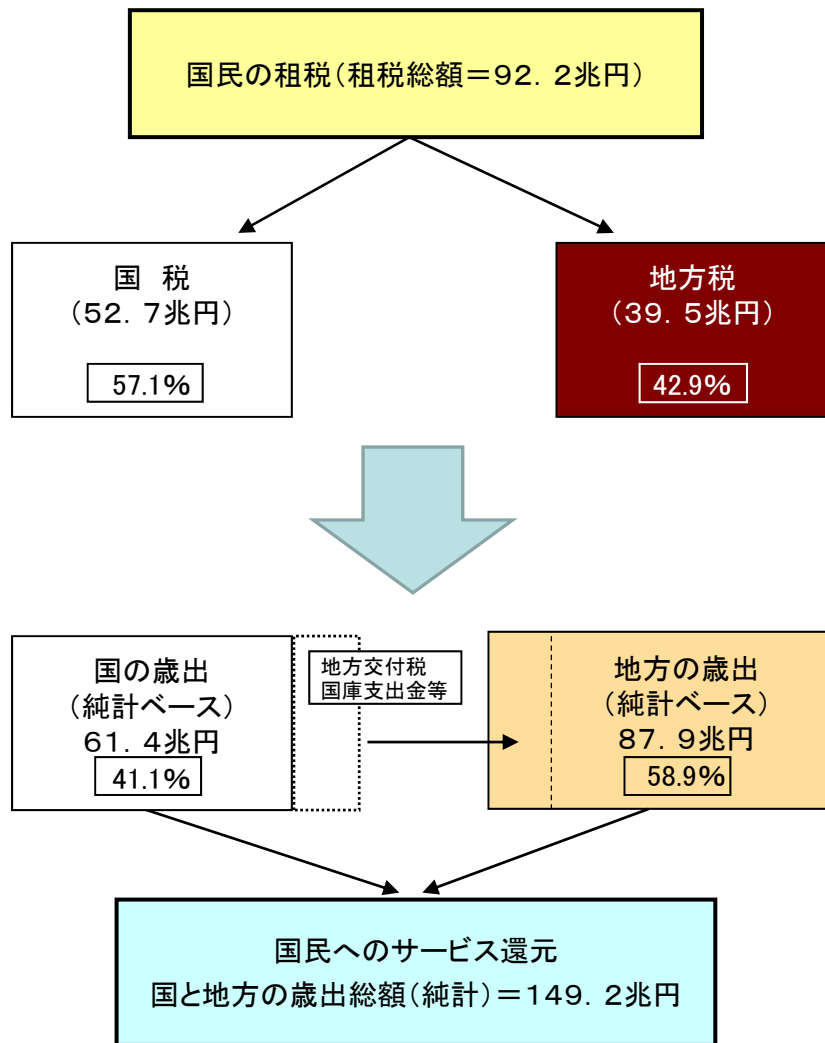 国民の租税(租税総額=92.2兆円)
国 税
(52.7兆円)
57.1%
地方税
(39.5兆円)
42.9%
国の歳出
(純計ベース)
61.4兆円
41.1%
地方交付税
国庫支出金等
地方の歳出
(純計ベース)
87.9兆円
58.9%
国民へのサービス還元
国と地方の歳出総額(純計)=149.2兆円